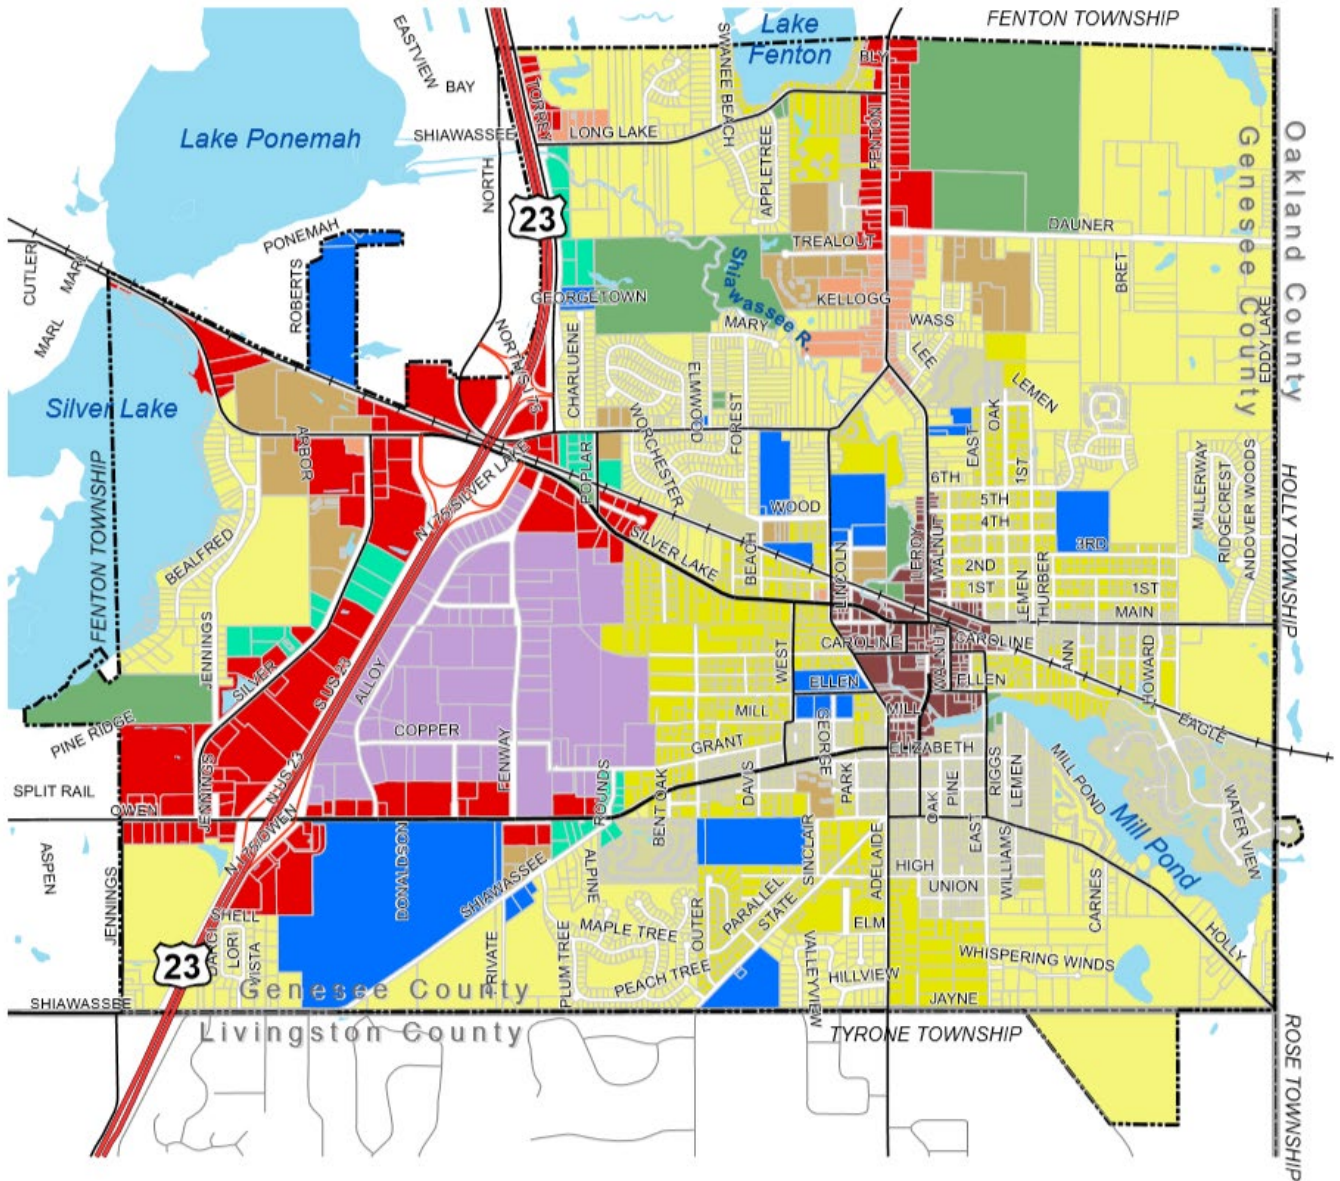 FENTON TOWNSHIP
Lake
Fenton
EASTVIEW
BAY
SWANEE BEACH
BLY
TORREY
Lake Ponemah
SHIAWASSEE
LONG LAKE
FENTON
APPLETREE
NORTH
23
Oakland County
Genesee County
PONEMAH
DAUNER
TREALOUT
CUTLER
MARL
ROBERTS
Shiawassee R.
BRET
GEORGETOWN
KELLOGG
MARL
MARY
WASS
EDDY LAKE
CHARLUENE
LEE
ELMWOOD
LEMEN
Silver Lake
WORCHESTER
FOREST
OAK
ARBOR
EAST
POPLAR
N I 75/SILVER LAKE
1ST
6TH
MILLERWAY
RIDGECREST
ANDOVER WOODS
HOLLY TOWNSHIP
FENTON TOWNSHIP
WOOD
5TH
4TH
BEALFRED
SILVER LAKE
BEACH
LINCOLN
LEROY
WALNUT
3RD
2ND
1ST
LEMEN
THURBER
1ST
MAIN
JENNINGS
CAROLINE
WALNUT
CAROLINE
WEST
ANN
HOWARD
SILVER
ALLOY
S US 23
ELLEN
ELLEN
MILL
GEORGE
MILL
EAGLE
PINE RIDGE
COPPER
GRANT
ELIZABETH
FENWAY
N US 23
JENNINGS
SPLIT RAIL
OWEN
ROUNDS
BENT OAK
DAVIS
PARK
OAK
PINE
RIGGS
LEMEN
MILL POND
Mill Pond
WATER VIEW
N I 75/OWEN
ASPEN
DONALDSON
SHIAWASSEE
ALPINE
SINCLAIR
ADELAIDE
EAST
HIGH
UNION
WILLIAMS
CARNES
JENNINGS
SHELL
LORI
VISTA
PARALLEL
STATE
OUTER
MAPLE TREE
ELM
HOLLY
23
PRIVATE
PLUM TREE
PEACH TREE
VALLEYVIEW
HILLVIEW
WHISPERING WINDS
JAYNE
SHIAWASSEE
Genesee County
Livingston County
TYRONE TOWNSHIP
ROSE TOWNSHIP